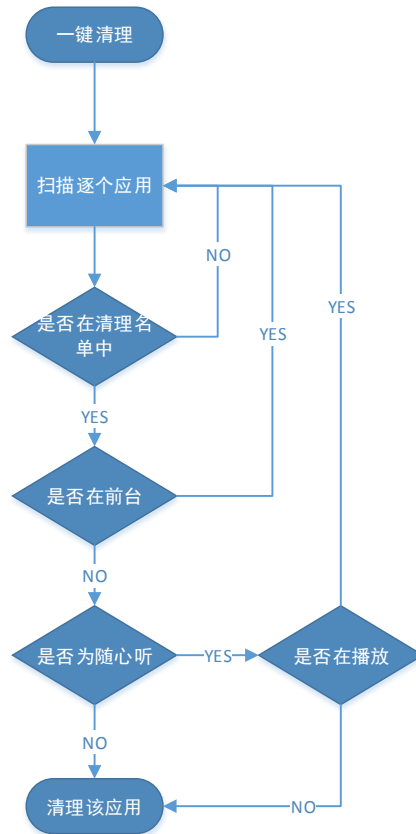 一键清理
扫描逐个应用
NO
是否在清理名
单中
YES
YES
YES
是否在前台
NO
是否为随心听
YES
是否在播放
NO
清理该应用
NO